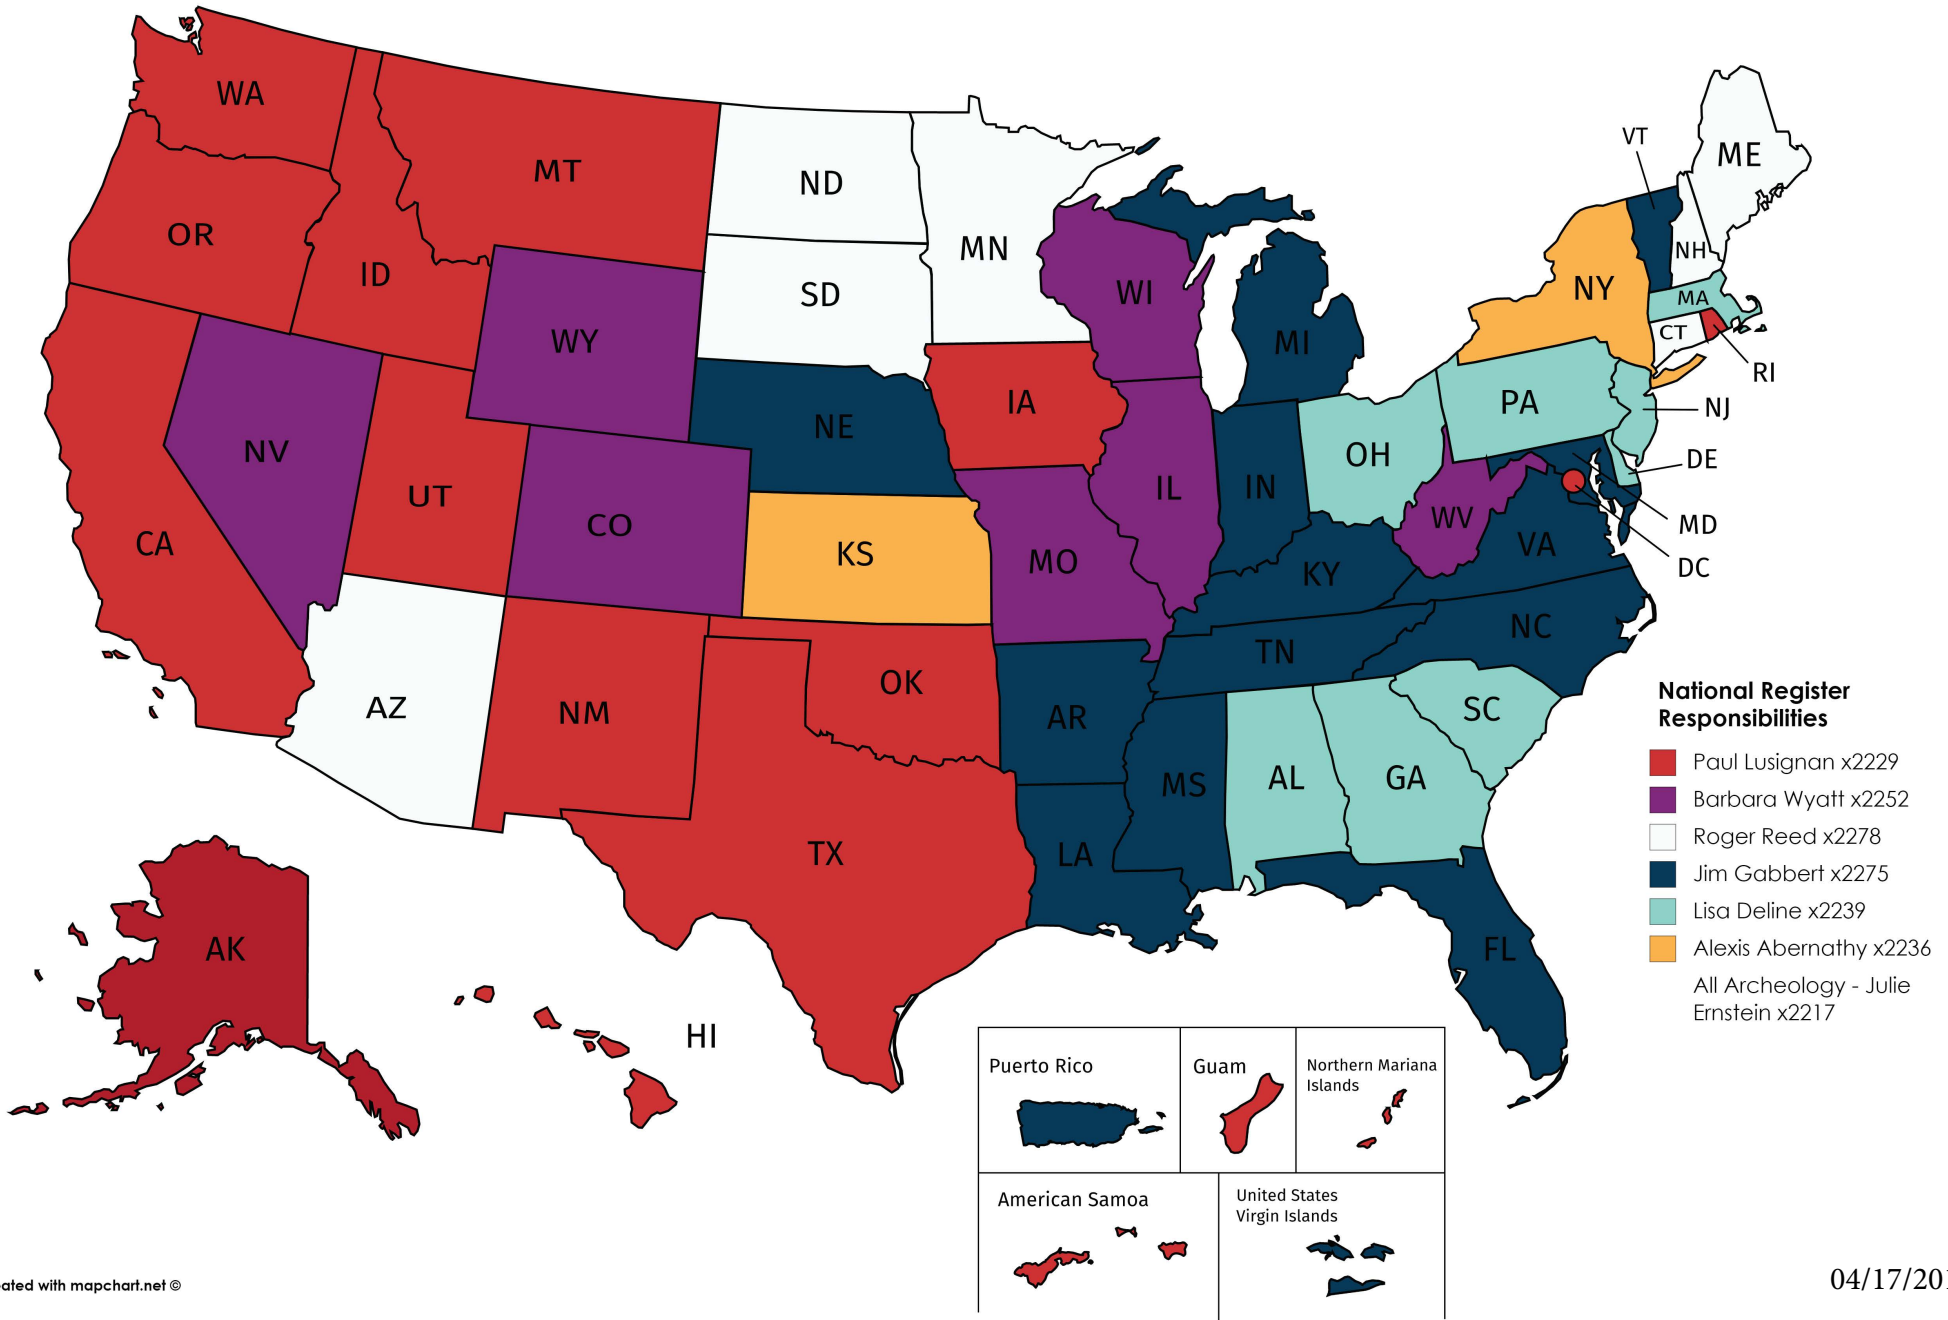 WA
MT
ND
MN
VT
ME
OR
ID
SD
WI
MI
NY
NH
MA
CT
RI
WY
NE
IA
PA
NJ
NV
UT
CO
KS
MO
IL
IN
OH
WV
DE
MD
DC
VA
KY
CA
AZ
NM
OK
AR
TN
NC
SC
TX
LA
MS
AL
GA
FL
AK
HI
National Register
Responsibilities
Paul Lusignan x2229
Barbara Wyatt x2252
Roger Reed x2278
Jim Gabbert x2275
Lisa Deline x2239
Alexis Abernathy x2236
All Archeology - Julie
Ernstein x2217
Puerto Rico
Guam
Northern Mariana
Islands
American Samoa
United States
Virgin Islands
ated with mapchart.net ©
04/17/201